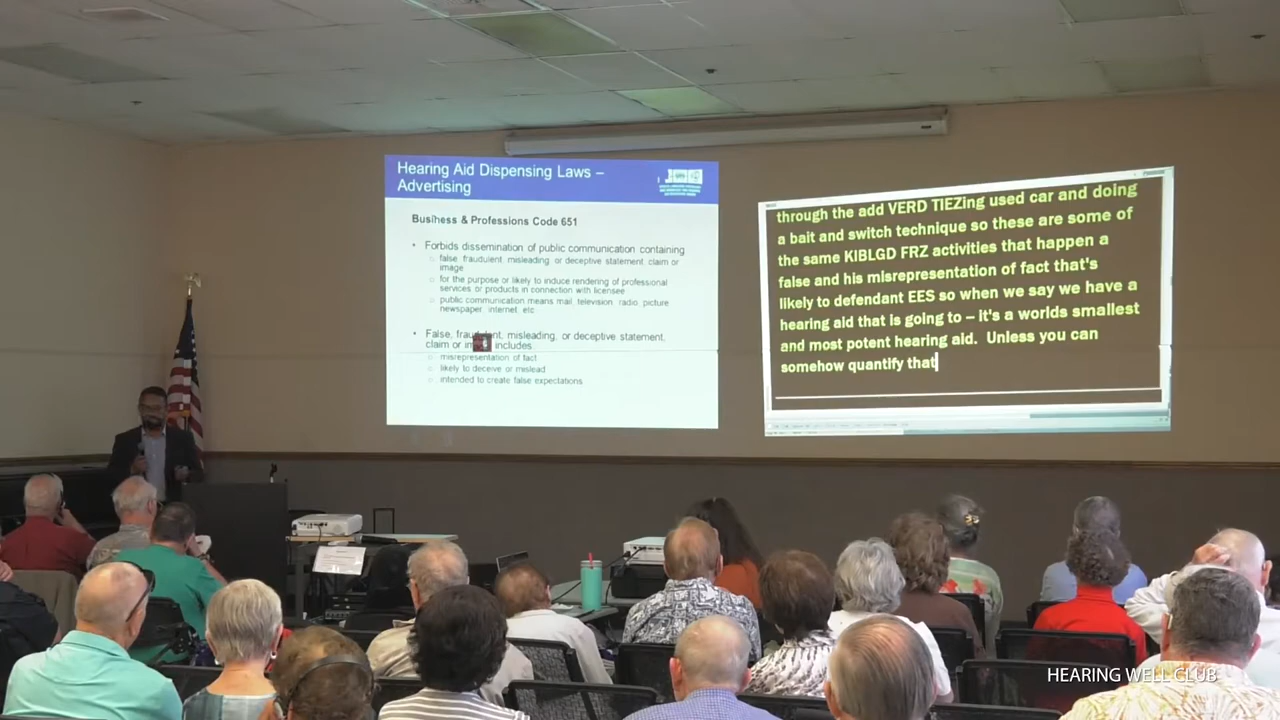 Hearing Aid Dispensing Laws –
Advertising
Business & Professions Code 651
• Forbids dissemination of public communication containing
false, fraudulent, misleading or deceptive statement, claim or
image
for the purpose or likely to induce rendering of professional
services or products in connection with licensee
public communication means mail, television, radio, picture
newspaper, internet, etc
• False, fraudulent, misleading, or deceptive statement,
claim or includes
misrepresentation of fact
likely to deceive or mislead
intended to create false expectations
through the add VERD TIEZing used car and doing
a bait and switch technique so these are some of
the same KIBLGD FRZ activities that happen a
false and his misrepresentation of fact that's
likely to defendant EES so when we say we have a
hearing aid that is going to – it's a worlds smallest
and most potent hearing aid. Unless you can
somehow quantify that
HEARING WELL CLUB